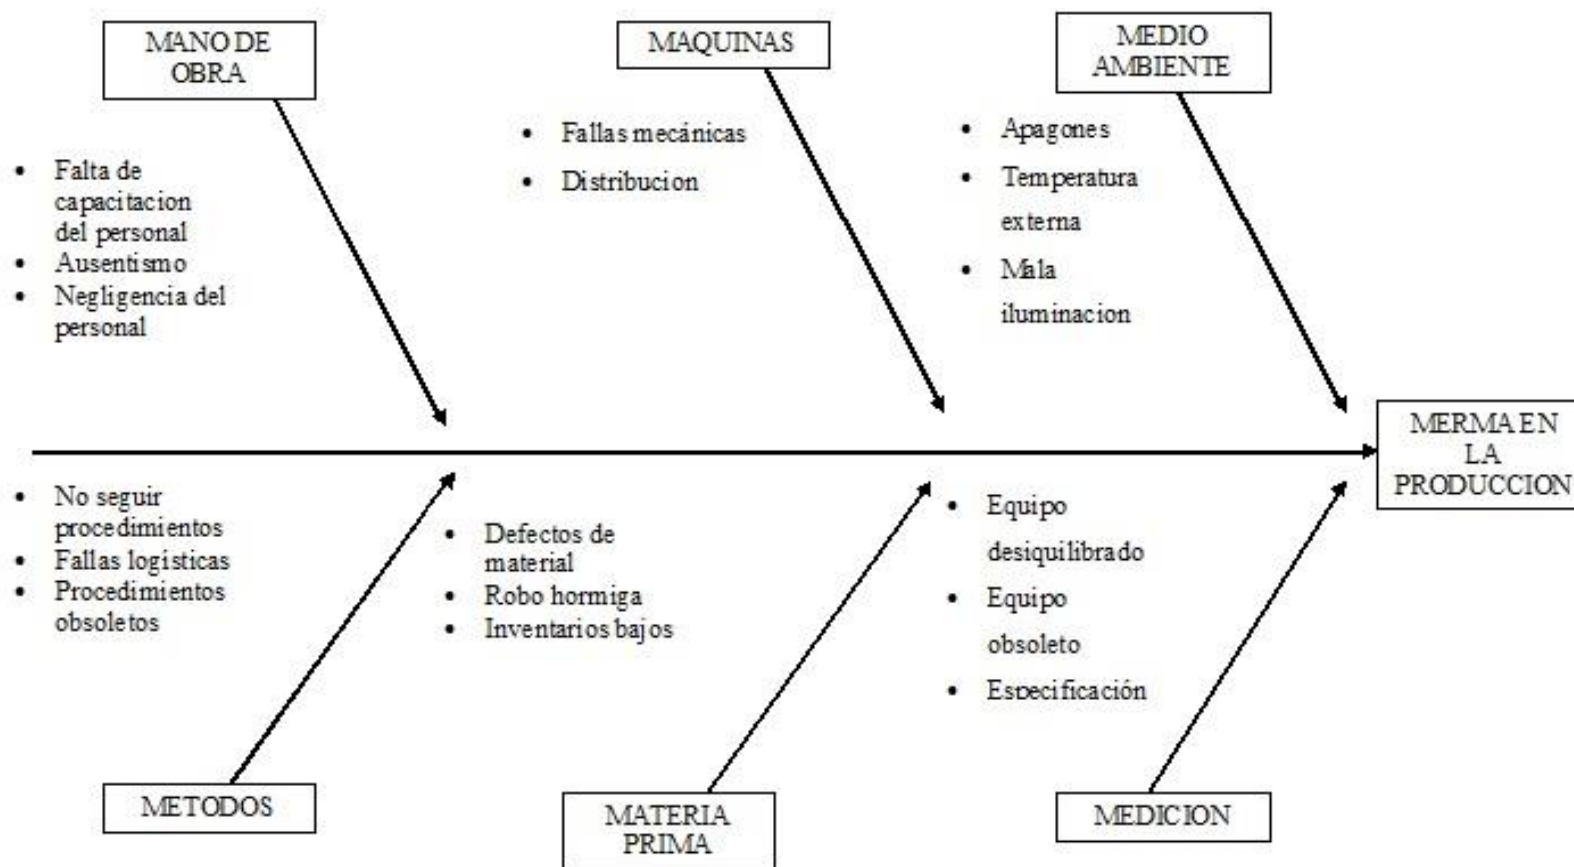 MANO DE
OBRA
MAQUINAS
MEDIO
AMBIENTE
• Falta de
capacitacion
del personal
• Ausentismo
• Negligencia del
personal
• Fallas mecánicas
• Distribucion
• Apagones
• Temperatura
externa
• Mala
iluminacion
MERMA EN
LA
PRODUCCION
• No seguir
procedimientos
• Fallas logísticas
• Procedimientos
obsoletos
• Defectos de
material
• Robo hormiga
• Inventarios bajos
• Equipo
desiquilibrado
• Equipo
obsoleto
• Especificación
METODOS
MATERIA
PRIMA
MEDICION